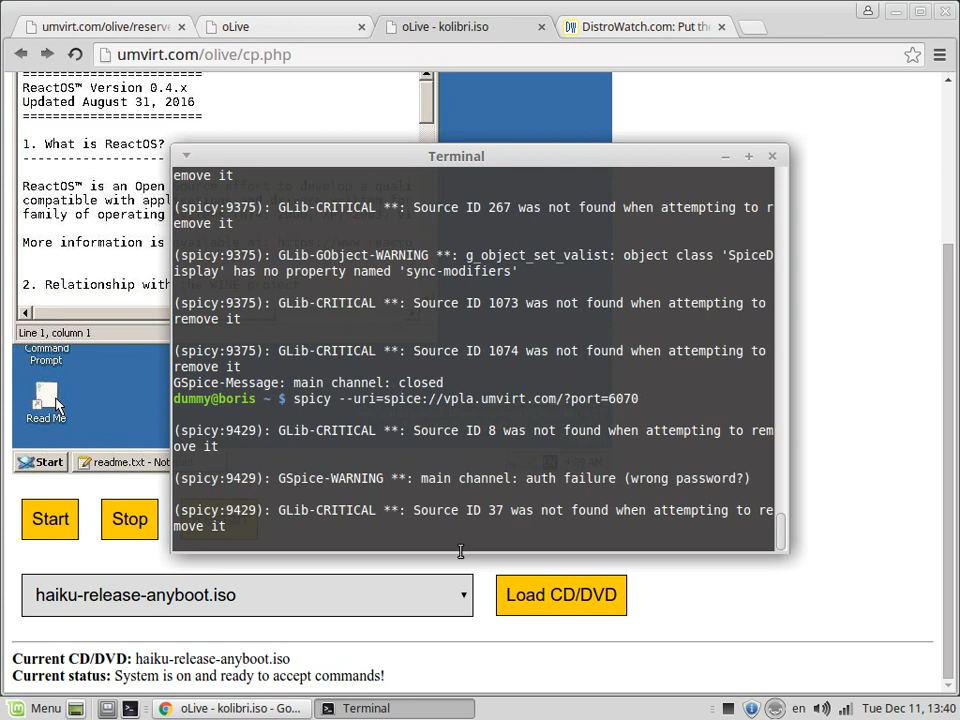 umvirt.com/olive/reserve
oLive
oLive - kolibri.iso
DistroWatch.com: Put the
umvirt.com/olive/cp.php
=========================
ReactOS™ Version 0.4.x
Updated August 31, 2016
=========================
1. What is ReactOS?
-------------------
ReactOS™ is an Open Source effort to develop a quali
compatible with appl
family of operating
More information is
2. Relationship with the WINE project
Line 1, column 1
Command
Prompt
Read Me
Start
readme.txt - Not
Terminal
emove it
(spicy:9375): GLib-CRITICAL **: Source ID 267 was not found when attempting to r
emove it
(spicy:9375): GLib-GObject-WARNING **: g_object_set_valist: object class 'SpiceD
isplay' has no property named 'sync-modifiers'
(spicy:9375): GLib-CRITICAL **: Source ID 1073 was not found when attempting to
remove it
(spicy:9375): GLib-CRITICAL **: Source ID 1074 was not found when attempting to
remove it
GSpice-Message: main channel: closed
dummy@boris ~ $ spicy --uri=spice://vpla.umvirt.com/?port=6070
(spicy:9429): GLib-CRITICAL **: Source ID 8 was not found when attempting to rem
ove it
(spicy:9429): GSpice-WARNING **: main channel: auth failure (wrong password?)
(spicy:9429): GLib-CRITICAL **: Source ID 37 was not found when attempting to re
move it
Start
Stop
haiku-release-anyboot.iso
Load CD/DVD
Current CD/DVD: haiku-release-anyboot.iso
Current status: System is on and ready to accept commands!
Menu
oLive - kolibri.iso - Go...
Terminal
en
Tue Dec 11, 13:40